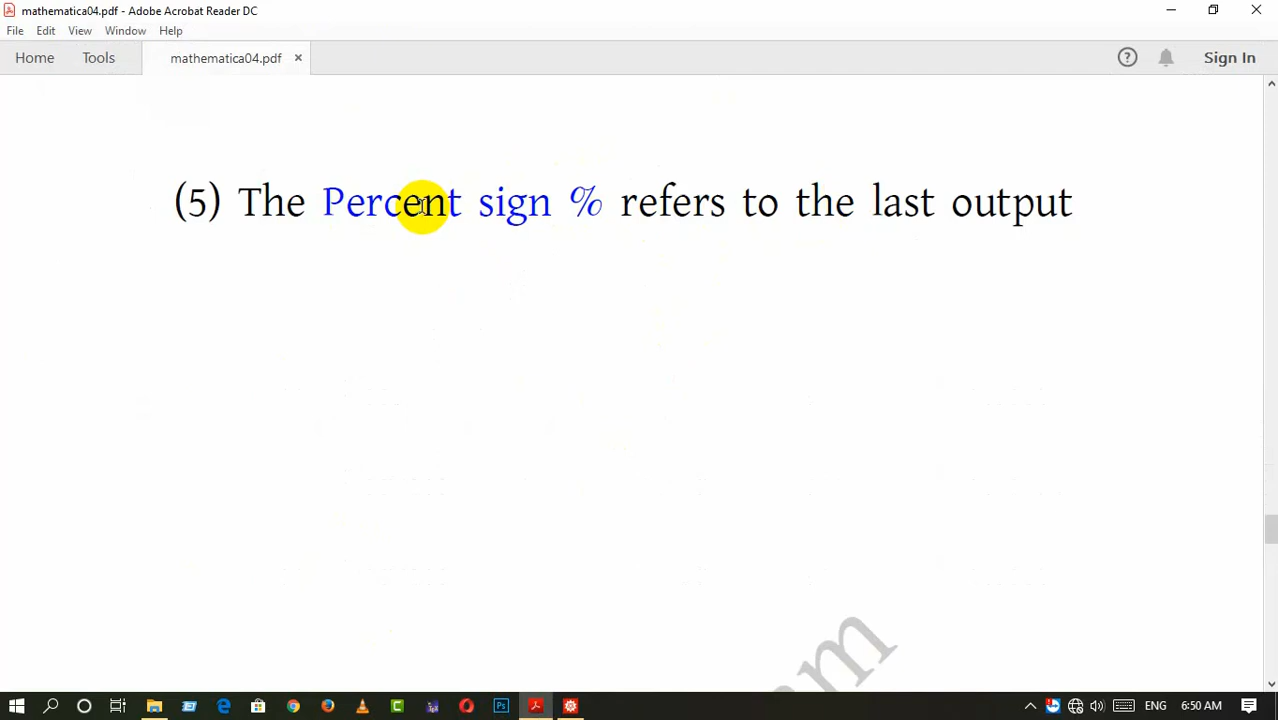 mathematica04.pdf - Adobe Acrobat Reader DC
File Edit View Window Help
Home Tools mathematica04.pdf × ? Sign In
(5) The Percent sign % refers to the last output
Ps ENG 6:50 AM